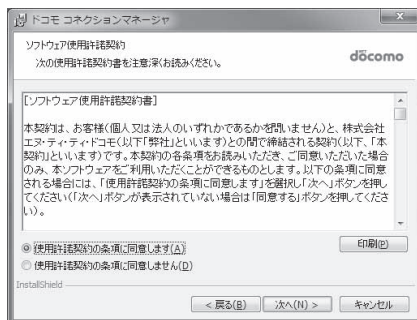 ドコモ コネクションマネージャ
ソフトウェア使用許諾契約
次の使用許諾契約書を注意深くお読みください。
döcomo
[ソフトウェア使用許諾契約書]
本契約は、お客様(個人又は法人のいずれかであるかを問いません)と、株式会社
エヌ・ティ・ティ・ドコモ(以下「弊社」といいます)との間で締結される契約(以下、「本
契約」といいます)です。本契約の各条項をお読みいただき、ご同意いただいた場合
のみ、本ソフトウェアをご利用いただくことができるものとします。以下の条項に同意
される場合には、「使用許諾契約の条項に同意します」を選択し「次へ」ボタンを押し
てください(「次へ」ボタンが表示されていない場合は「同意する」ボタンを押してくださ
い)。
使用許諾契約の条項に同意します(A)
印刷(P)
使用許諾契約の条項に同意しません(D)
InstallShield
< 戻る(B)
次へ(N) >
キャンセル